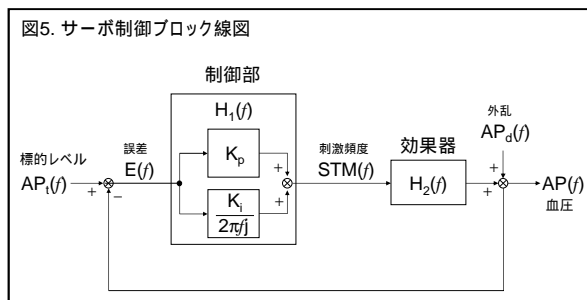 図5. サーボ制御ブロック線図
制御部
H₁(f)
標的レベル
APₜ(f)
+
−
誤差
E(f)
Kₚ
+
Kᵢ
2πfj
+
刺激頻度
STM(f)
効果器
H₂(f)
+
外乱
AP_d(f)
+
AP(f)
血圧